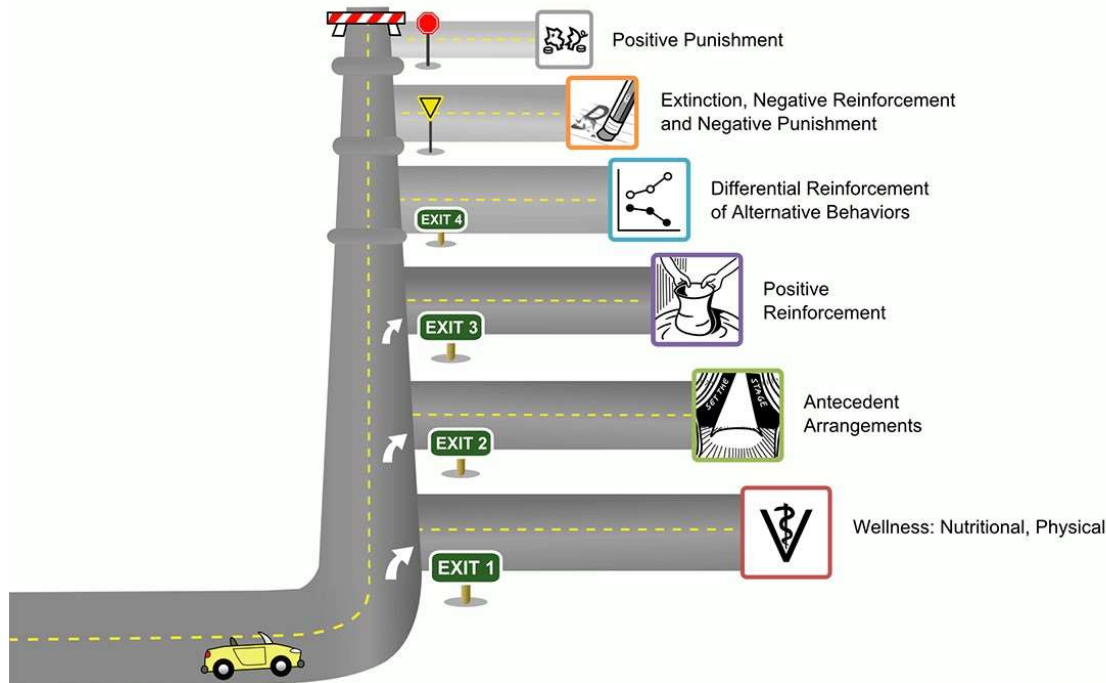 Positive Punishment
Extinction, Negative Reinforcement
and Negative Punishment
Differential Reinforcement
of Alternative Behaviors
EXIT 4
Positive
Reinforcement
EXIT 3
SET THE STAGE
Antecedent
Arrangements
EXIT 2
Wellness: Nutritional, Physical
V
EXIT 1